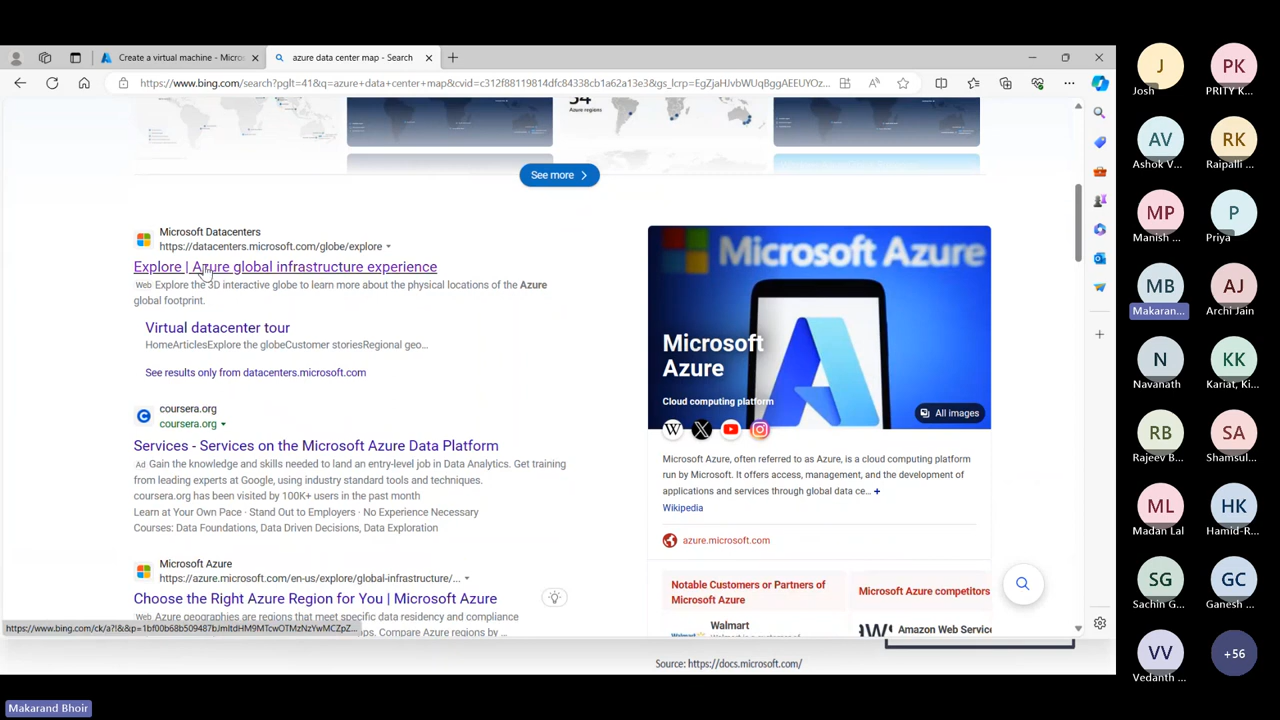 Create a virtual machine - Micros
azure data center map - Search
https://www.bing.com/search?pglt=41&q=azure+data+center+map&cvid=c312f88119814dfc84338cb1a62a13e3&gs_lcrp=EgZjaHJvbWUqBggAEEUYOz...
54
Azure regions
See more
Microsoft Datacenters
https://datacenters.microsoft.com/globe/explore
Explore | Azure global infrastructure experience
Web Explore the 3D interactive globe to learn more about the physical locations of the Azure
global footprint.
Virtual datacenter tour
HomeArticlesExplore the globeCustomer storiesRegional geo...
See results only from datacenters.microsoft.com
coursera.org
coursera.org
Services - Services on the Microsoft Azure Data Platform
Ad Gain the knowledge and skills needed to land an entry-level job in Data Analytics. Get training
from leading experts at Google, using industry standard tools and techniques.
coursera.org has been visited by 100K+ users in the past month
Learn at Your Own Pace · Stand Out to Employers · No Experience Necessary
Courses: Data Foundations, Data Driven Decisions, Data Exploration
Microsoft Azure
https://azure.microsoft.com/en-us/explore/global-infrastructure/...
Choose the Right Azure Region for You | Microsoft Azure
Web Azure geographies are regions that meet specific data residency and compliance
ops. Compare Azure regions by ...
Microsoft Azure
Microsoft
Azure
Cloud computing platform
W
All images
Microsoft Azure, often referred to as Azure, is a cloud computing platform
run by Microsoft. It offers access, management, and the development of
applications and services through global data ce... +
Wikipedia
azure.microsoft.com
Notable Customers or Partners of
Microsoft Azure
Walmart
Microsoft Azure competitors
Amazon Web Service
Source: https://docs.microsoft.com/
J
Josh
PK
PRITY K...
AV
Ashok V...
RK
Raipalli ...
MP
Manish ...
P
Priya
MB
Makaran...
AJ
Archi Jain
N
Navanath
KK
Kariat, Ki...
RB
Rajeev B...
SA
Shamsul...
ML
Madan Lal
HK
Hamid-R...
SG
Sachin G...
GC
Ganesh ...
VV
Vedanth ...
+56
Makarand Bhoir